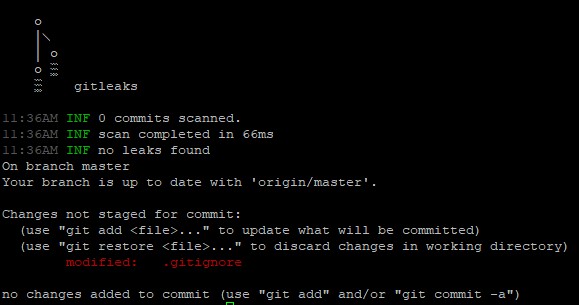 gitleaks
11:36AM INF 0 commits scanned.
11:36AM INF scan completed in 66ms
11:36AM INF no leaks found
On branch master
Your branch is up to date with 'origin/master'.
Changes not staged for commit:
(use "git add <file>..." to update what will be committed)
(use "git restore <file>..." to discard changes in working directory)
modified: .gitignore
no changes added to commit (use "git add" and/or "git commit -a")